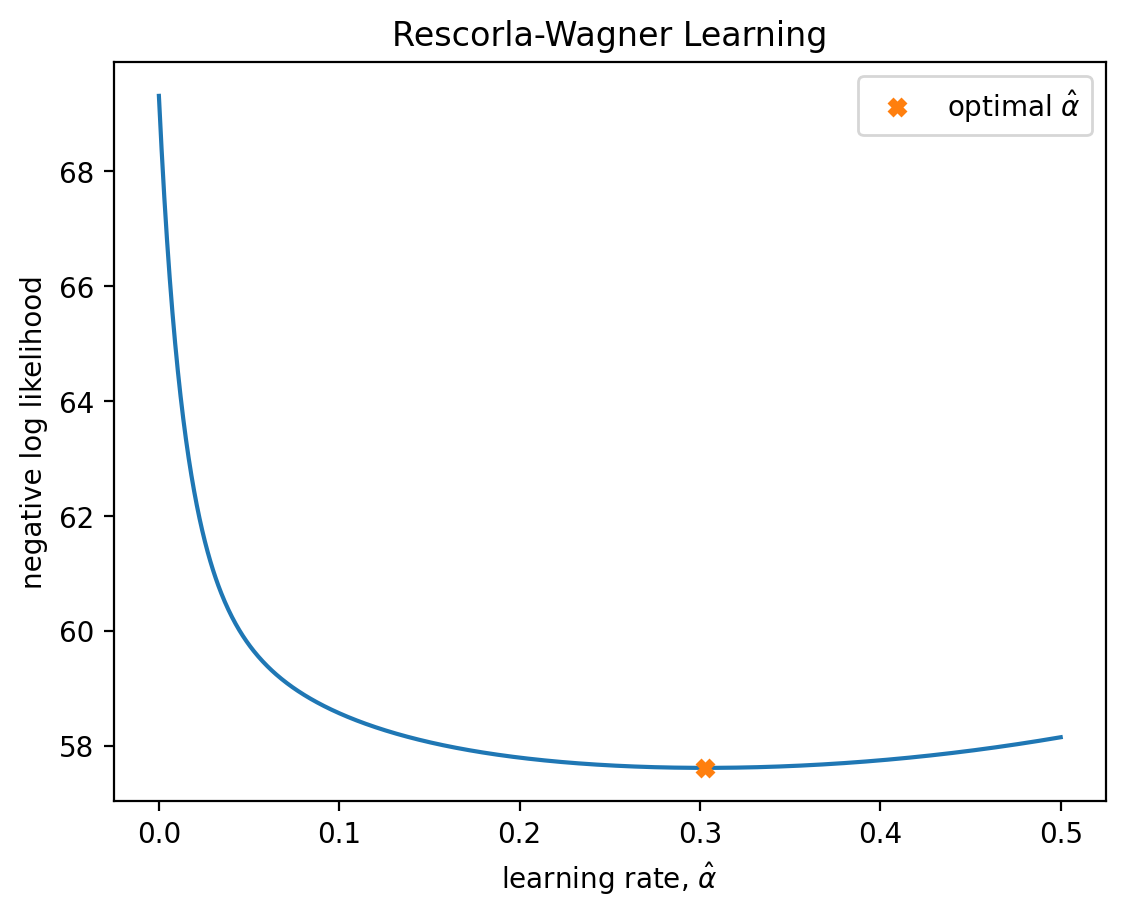 Rescorla-Wagner Learning
optimal α̂
68
66
64
62
60
58
negative log likelihood
0.0 0.1 0.2 0.3 0.4 0.5
learning rate, α̂